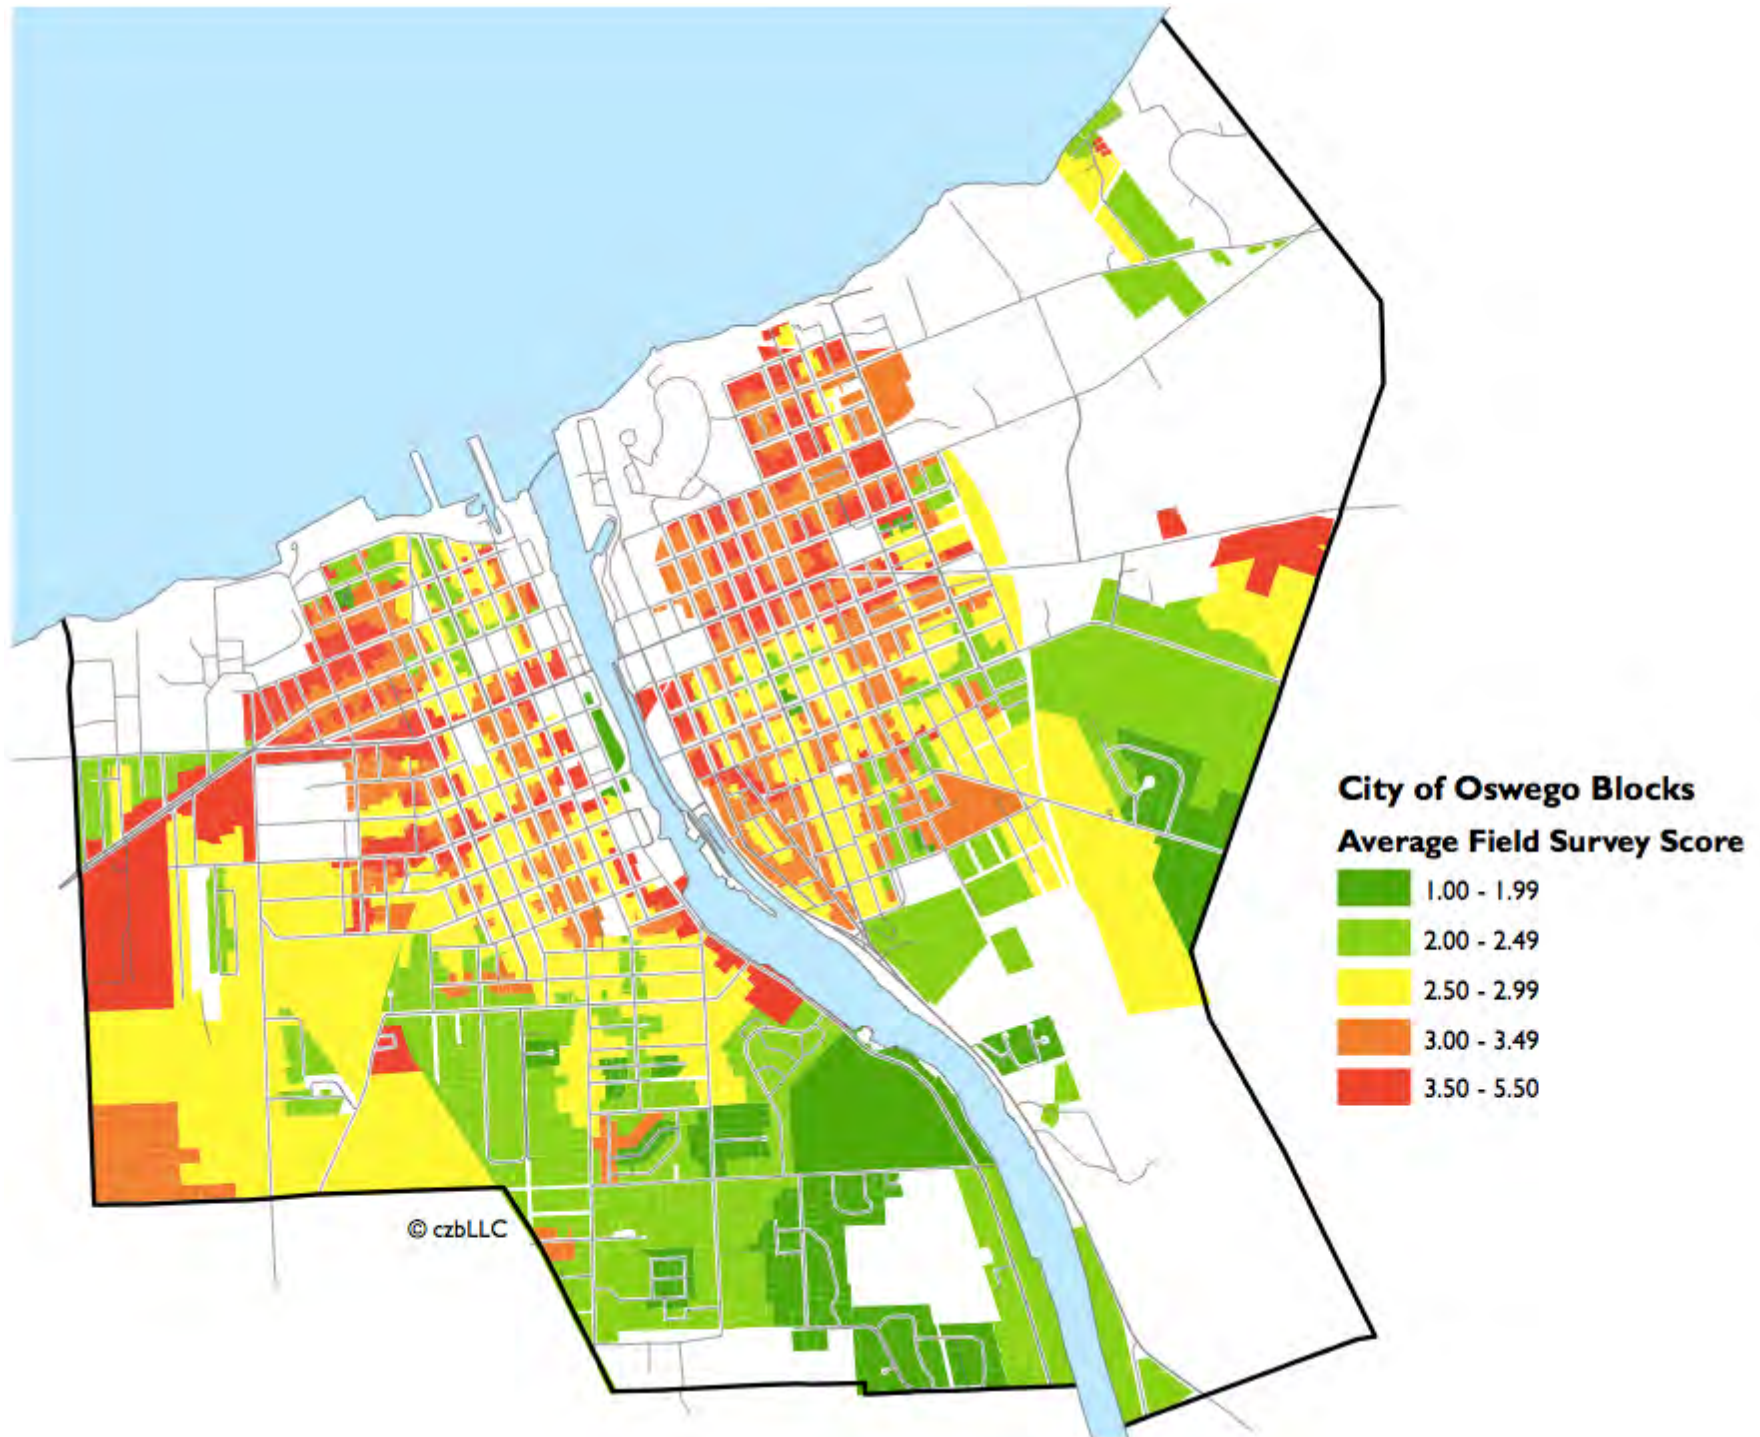 City of Oswego Blocks
Average Field Survey Score
1.00 - 1.99
2.00 - 2.49
2.50 - 2.99
3.00 - 3.49
3.50 - 5.50
© czbLLC